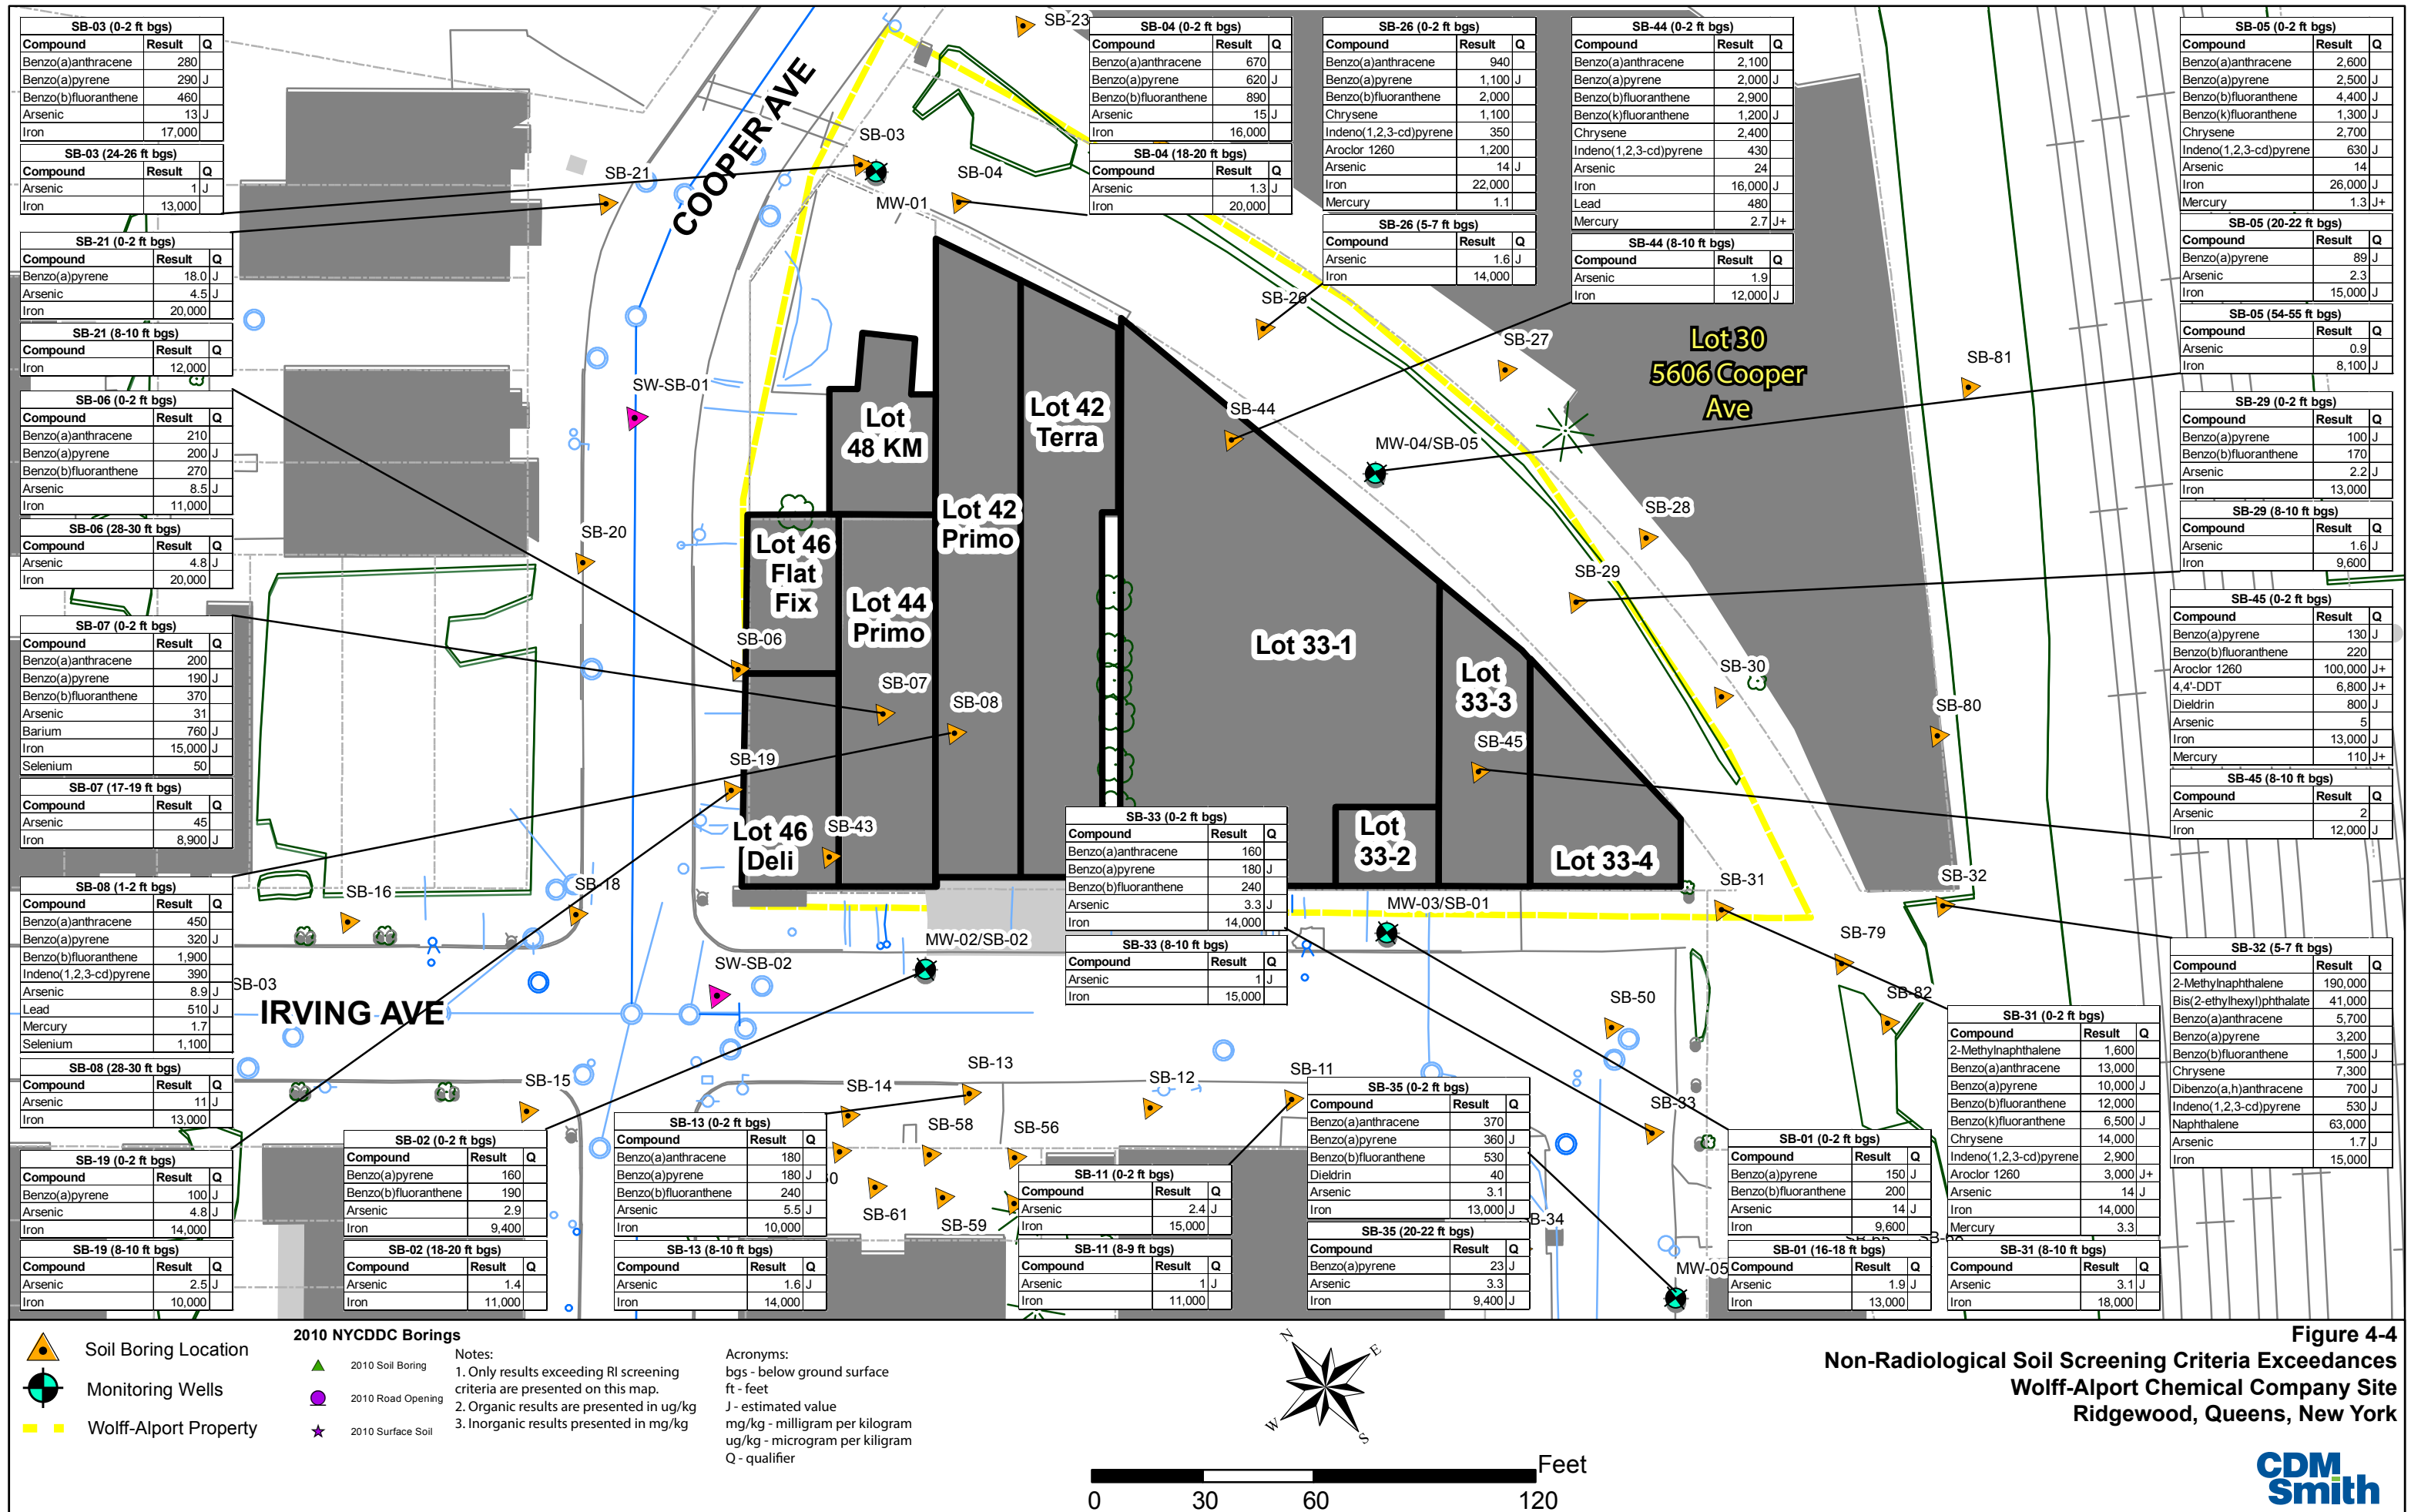 SB-03 (0-2 ft bgs)
Compound Result Q
Benzo(a)anthracene 280
Benzo(a)pyrene 290 J
Benzo(b)fluoranthene 460
Arsenic 13 J
Iron 17,000
SB-03 (24-26 ft bgs)
Compound Result Q
Arsenic 1 J
Iron 13,000
SB-21 (0-2 ft bgs)
Compound Result Q
Benzo(a)pyrene 18.0 J
Arsenic 4.5 J
Iron 20,000
SB-21 (8-10 ft bgs)
Compound Result Q
Iron 12,000
SB-06 (0-2 ft bgs)
Compound Result Q
Benzo(a)anthracene 210
Benzo(a)pyrene 200 J
Benzo(b)fluoranthene 270
Arsenic 8.5 J
Iron 11,000
SB-06 (28-30 ft bgs)
Compound Result Q
Arsenic 4.8 J
Iron 20,000
SB-07 (0-2 ft bgs)
Compound Result Q
Benzo(a)anthracene 200
Benzo(a)pyrene 190 J
Benzo(b)fluoranthene 370
Arsenic 31
Barium 760 J
Iron 15,000 J
Selenium 50
SB-07 (17-19 ft bgs)
Compound Result Q
Arsenic 45
Iron 8,900 J
SB-08 (1-2 ft bgs)
Compound Result Q
Benzo(a)anthracene 450
Benzo(a)pyrene 320 J
Benzo(b)fluoranthene 1,900
Indeno(1,2,3-cd)pyrene 390
Arsenic 8.9 J
Lead 510 J
Mercury 1.7
Selenium 1,100
SB-08 (28-30 ft bgs)
Compound Result Q
Arsenic 11 J
Iron 13,000
SB-19 (0-2 ft bgs)
Compound Result Q
Benzo(a)pyrene 100 J
Arsenic 4.8 J
Iron 14,000
SB-19 (8-10 ft bgs)
Compound Result Q
Arsenic 2.5 J
Iron 10,000
SB-02 (0-2 ft bgs)
Compound Result Q
Benzo(a)pyrene 160
Benzo(b)fluoranthene 190
Arsenic 2.9
Iron 9,400
SB-02 (18-20 ft bgs)
Compound Result Q
Arsenic 1.4
Iron 11,000
SB-13 (0-2 ft bgs)
Compound Result Q
Benzo(a)anthracene 180
Benzo(a)pyrene 180 J
Benzo(b)fluoranthene 240
Arsenic 5.5 J
Iron 10,000
SB-13 (8-10 ft bgs)
Compound Result Q
Arsenic 1.6 J
Iron 14,000
SB-11 (0-2 ft bgs)
Compound Result Q
Arsenic 2.4 J
Iron 15,000
SB-11 (8-9 ft bgs)
Compound Result Q
Arsenic 1 J
Iron 11,000
SB-35 (0-2 ft bgs)
Compound Result Q
Benzo(a)anthracene 370
Benzo(a)pyrene 360 J
Benzo(b)fluoranthene 530
Dieldrin 40
Arsenic 3.1
Iron 13,000 J
SB-35 (20-22 ft bgs)
Compound Result Q
Benzo(a)pyrene 23 J
Arsenic 3.3
Iron 9,400 J
SB-33 (0-2 ft bgs)
Compound Result Q
Benzo(a)anthracene 160
Benzo(a)pyrene 180 J
Benzo(b)fluoranthene 240
Arsenic 3.3 J
Iron 14,000
SB-33 (8-10 ft bgs)
Compound Result Q
Arsenic 1 J
Iron 15,000
SB-04 (0-2 ft bgs)
Compound Result Q
Benzo(a)anthracene 670
Benzo(a)pyrene 620 J
Benzo(b)fluoranthene 890
Arsenic 15 J
Iron 16,000
SB-04 (18-20 ft bgs)
Compound Result Q
Arsenic 1.3 J
Iron 20,000
SB-26 (0-2 ft bgs)
Compound Result Q
Benzo(a)anthracene 940
Benzo(a)pyrene 1,100 J
Benzo(b)fluoranthene 2,000
Chrysene 1,100
Indeno(1,2,3-cd)pyrene 350
Aroclor 1260 1,200
Arsenic 14 J
Iron 22,000
Mercury 1.1
SB-26 (5-7 ft bgs)
Compound Result Q
Arsenic 1.6 J
Iron 14,000
SB-44 (0-2 ft bgs)
Compound Result Q
Benzo(a)anthracene 2,100
Benzo(a)pyrene 2,000 J
Benzo(b)fluoranthene 2,900
Benzo(k)fluoranthene 1,200 J
Chrysene 2,400
Indeno(1,2,3-cd)pyrene 430
Arsenic 24
Iron 16,000 J
Lead 480
Mercury 2.7 J+
SB-44 (8-10 ft bgs)
Compound Result Q
Arsenic 1.9
Iron 12,000 J
SB-05 (0-2 ft bgs)
Compound Result Q
Benzo(a)anthracene 2,600
Benzo(a)pyrene 2,500 J
Benzo(b)fluoranthene 4,400 J
Benzo(k)fluoranthene 1,300 J
Chrysene 2,700
Indeno(1,2,3-cd)pyrene 630 J
Arsenic 14
Iron 26,000 J
Mercury 1.3 J+
SB-05 (20-22 ft bgs)
Compound Result Q
Benzo(a)pyrene 89 J
Arsenic 2.3
Iron 15,000 J
SB-05 (54-55 ft bgs)
Compound Result Q
Arsenic 0.9
Iron 8,100 J
SB-29 (0-2 ft bgs)
Compound Result Q
Benzo(a)pyrene 100 J
Benzo(b)fluoranthene 170
Arsenic 2.2 J
Iron 13,000
SB-29 (8-10 ft bgs)
Compound Result Q
Arsenic 1.6 J
Iron 9,600
SB-45 (0-2 ft bgs)
Compound Result Q
Benzo(a)pyrene 130 J
Benzo(b)fluoranthene 220
Aroclor 1260 100,000 J+
4,4'-DDT 6,800 J+
Dieldrin 800 J
Arsenic 5
Iron 13,000 J
Mercury 110 J+
SB-45 (8-10 ft bgs)
Compound Result Q
Arsenic 2
Iron 12,000 J
SB-32 (5-7 ft bgs)
Compound Result Q
2-Methylnaphthalene 190,000
Bis(2-ethylhexyl)phthalate 41,000
Benzo(a)anthracene 5,700
Benzo(a)pyrene 3,200
Benzo(b)fluoranthene 1,500 J
Chrysene 7,300
Dibenzo(a,h)anthracene 700 J
Indeno(1,2,3-cd)pyrene 530 J
Naphthalene 63,000
Arsenic 1.7 J
Iron 15,000
SB-31 (0-2 ft bgs)
Compound Result Q
2-Methylnaphthalene 1,600
Benzo(a)anthracene 13,000
Benzo(a)pyrene 10,000 J
Benzo(b)fluoranthene 12,000
Benzo(k)fluoranthene 6,500 J
Chrysene 14,000
Indeno(1,2,3-cd)pyrene 2,900
Aroclor 1260 3,000 J+
Arsenic 14 J
Iron 14,000
Mercury 3.3
SB-31 (8-10 ft bgs)
Compound Result Q
Arsenic 3.1 J
Iron 18,000
SB-01 (0-2 ft bgs)
Compound Result Q
Benzo(a)pyrene 150 J
Benzo(b)fluoranthene 200
Arsenic 14 J
Iron 9,600
SB-01 (16-18 ft bgs)
Compound Result Q
Arsenic 1.9 J
Iron 13,000
SB-23
COOPER AVE
SB-03
SB-21
SB-04
MW-01
SB-26
SB-27
Lot 30
5606 Cooper
Ave
SB-81
SW-SB-01
Lot
48 KM
Lot 42
Terra
SB-44
MW-04/SB-05
Lot 42
Primo
SB-28
SB-20
Lot 46
Flat
Fix
Lot 44
Primo
SB-29
SB-06
Lot 33-1
SB-30
SB-07
SB-08
Lot
33-3
SB-80
SB-45
SB-19
Lot 46
Deli
SB-43
Lot
33-2
Lot 33-4
SB-16
SB-18
SB-31
SB-32
MW-03/SB-01
MW-02/SB-02
SB-79
SW-SB-02
SB-03
IRVING AVE
SB-50
SB-82
SB-15
SB-14
SB-13
SB-12
SB-11
SB-33
SB-58
SB-56
SB-61
SB-59
B-34
MW-05
Soil Boring Location
Monitoring Wells
Wolff-Alport Property
2010 NYCDDC Borings
2010 Soil Boring
2010 Road Opening
2010 Surface Soil
Notes:
1. Only results exceeding RI screening
criteria are presented on this map.
2. Organic results are presented in ug/kg
3. Inorganic results presented in mg/kg
Acronyms:
bgs - below ground surface
ft - feet
J - estimated value
mg/kg - milligram per kilogram
ug/kg - microgram per kiligram
Q - qualifier
N
E
W
S
Feet
0 30 60 120
Figure 4-4
Non-Radiological Soil Screening Criteria Exceedances
Wolff-Alport Chemical Company Site
Ridgewood, Queens, New York
CDM
Smith